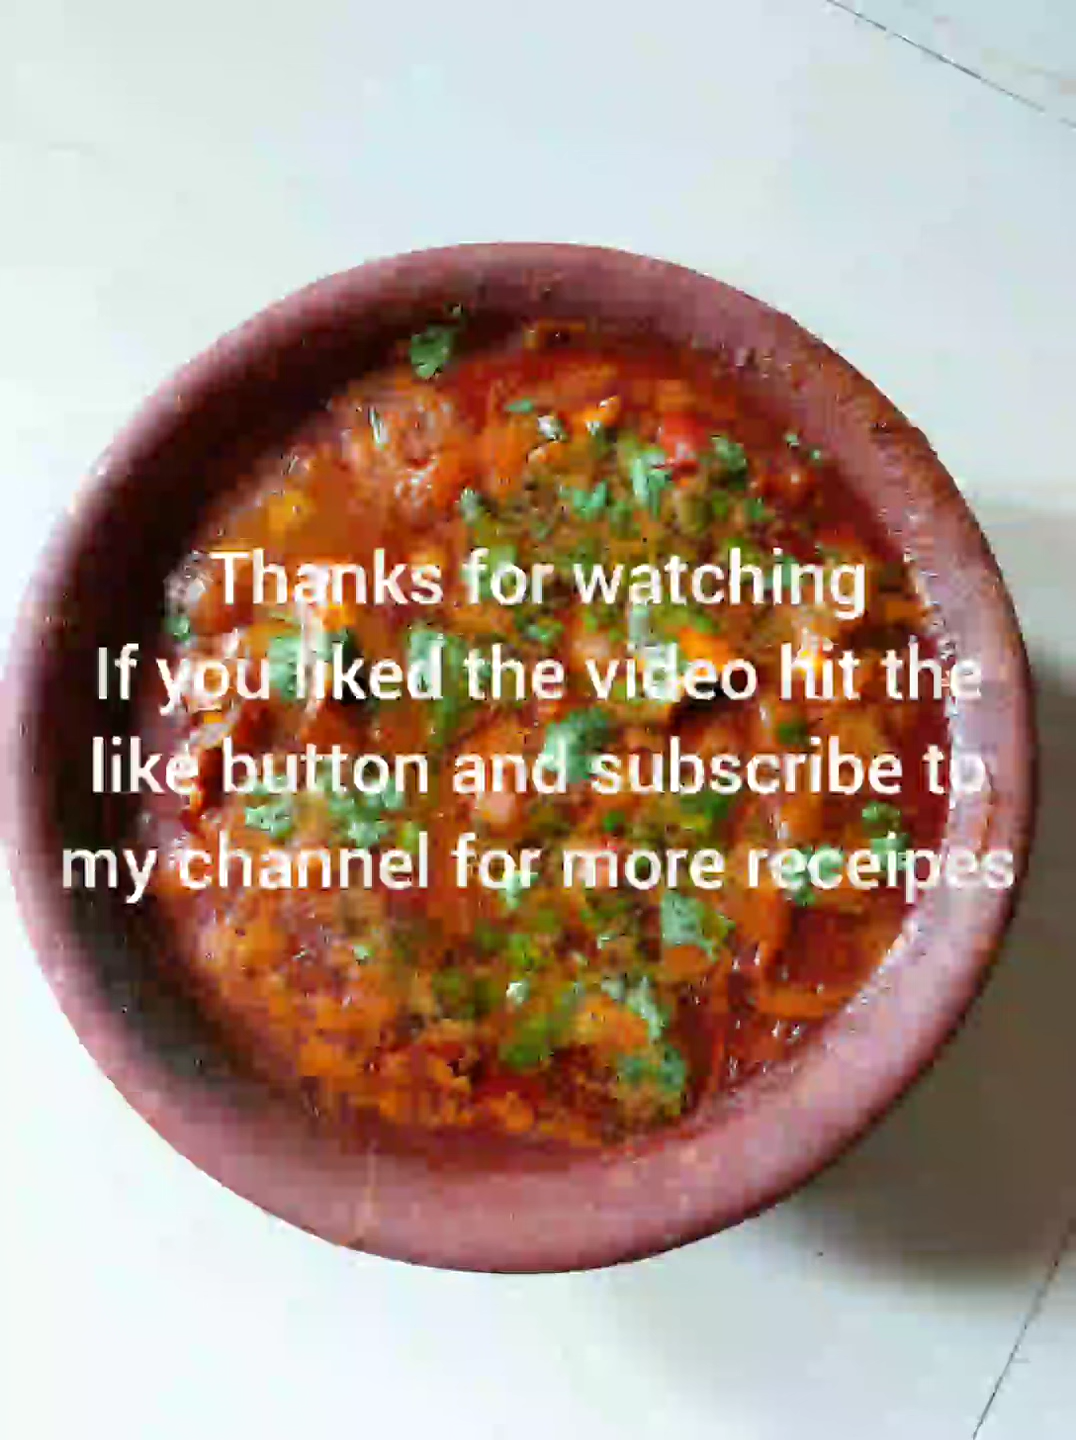 Thanks for watching
If you liked the video hit the
like button and subscribe to
my channel for more receipes